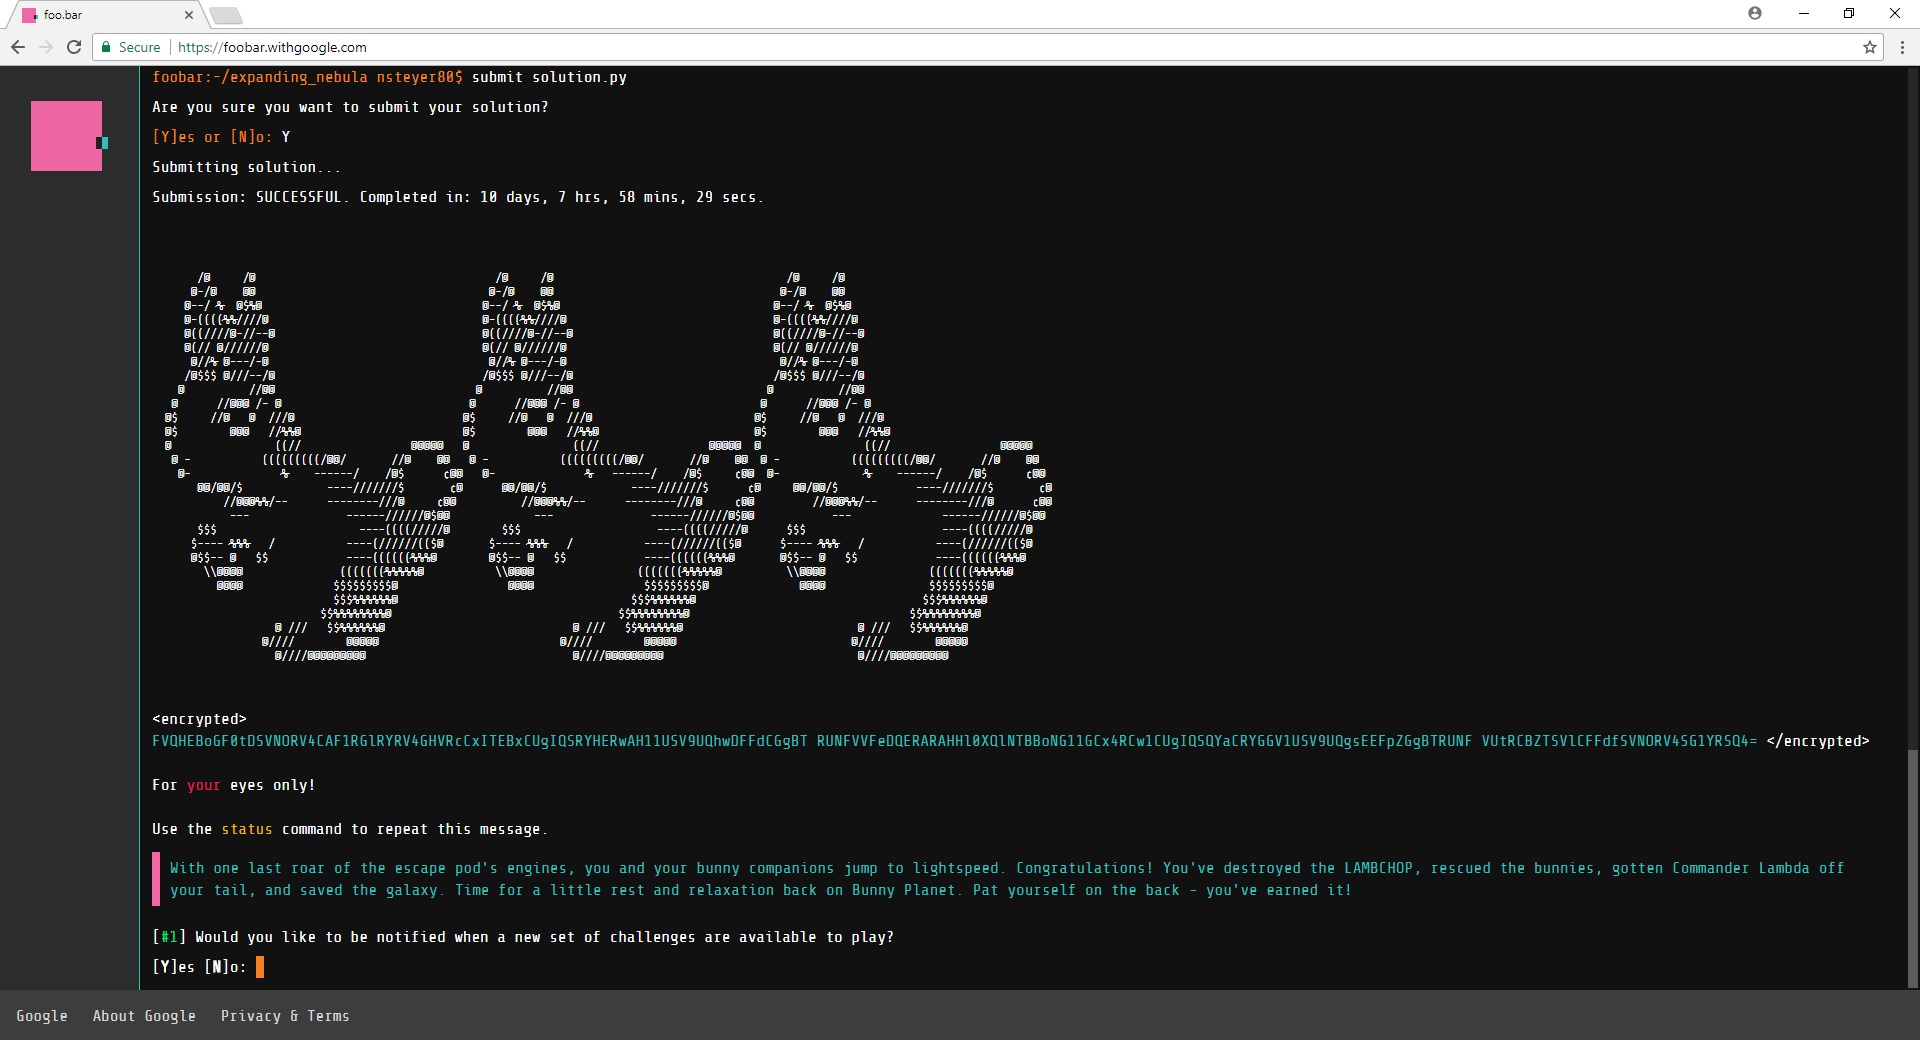 foo.bar
Secure
https://foobar.withgoogle.com
foobar:~/expanding_nebula nsteyer80$ submit solution.py
Are you sure you want to submit your solution?
[Y]es or [N]o: Y
Submitting solution...
Submission: SUCCESSFUL. Completed in: 10 days, 7 hrs, 58 mins, 29 secs.
<encrypted>
</encrypted>
For your eyes only!
Use the status command to repeat this message.
With one last roar of the escape pod's engines, you and your bunny companions jump to lightspeed. Congratulations! You've destroyed the LAMBCHOP, rescued the bunnies, gotten Commander Lambda off
your tail, and saved the galaxy. Time for a little rest and relaxation back on Bunny Planet. Pat yourself on the back - you've earned it!
[#1] Would you like to be notified when a new set of challenges are available to play?
[Y]es [N]o:
Google About Google Privacy & Terms